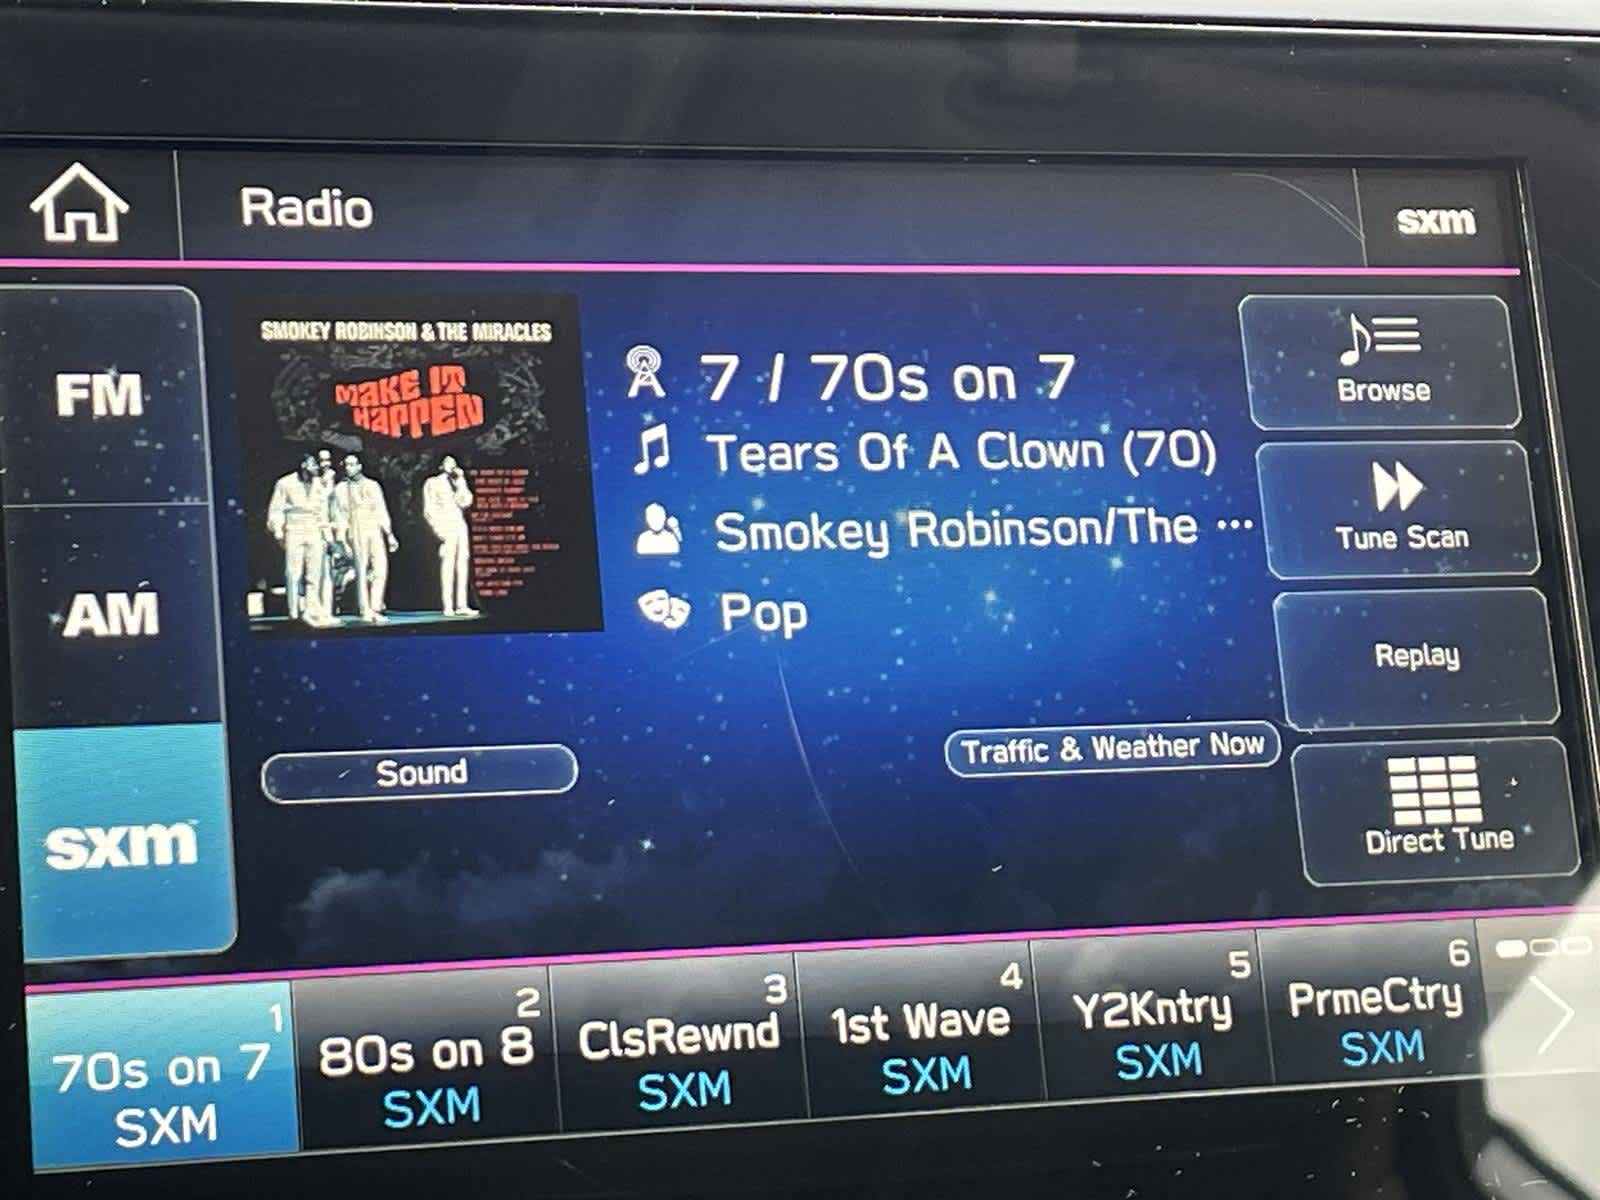 Radio
sxm
FM
AM
sxm
SMOKEY ROBINSON & THE MIRACLES
MAKE IT
HAPPEN
7 / 70s on 7
Tears Of A Clown (70)
Smokey Robinson/The ...
Pop
Browse
Tune Scan
Replay
Direct Tune
Sound
Traffic & Weather Now
1
70s on 7
SXM
2
80s on 8
SXM
3
ClsRewnd
SXM
4
1st Wave
SXM
5
Y2Kntry
SXM
6
PrmeCtry
SXM